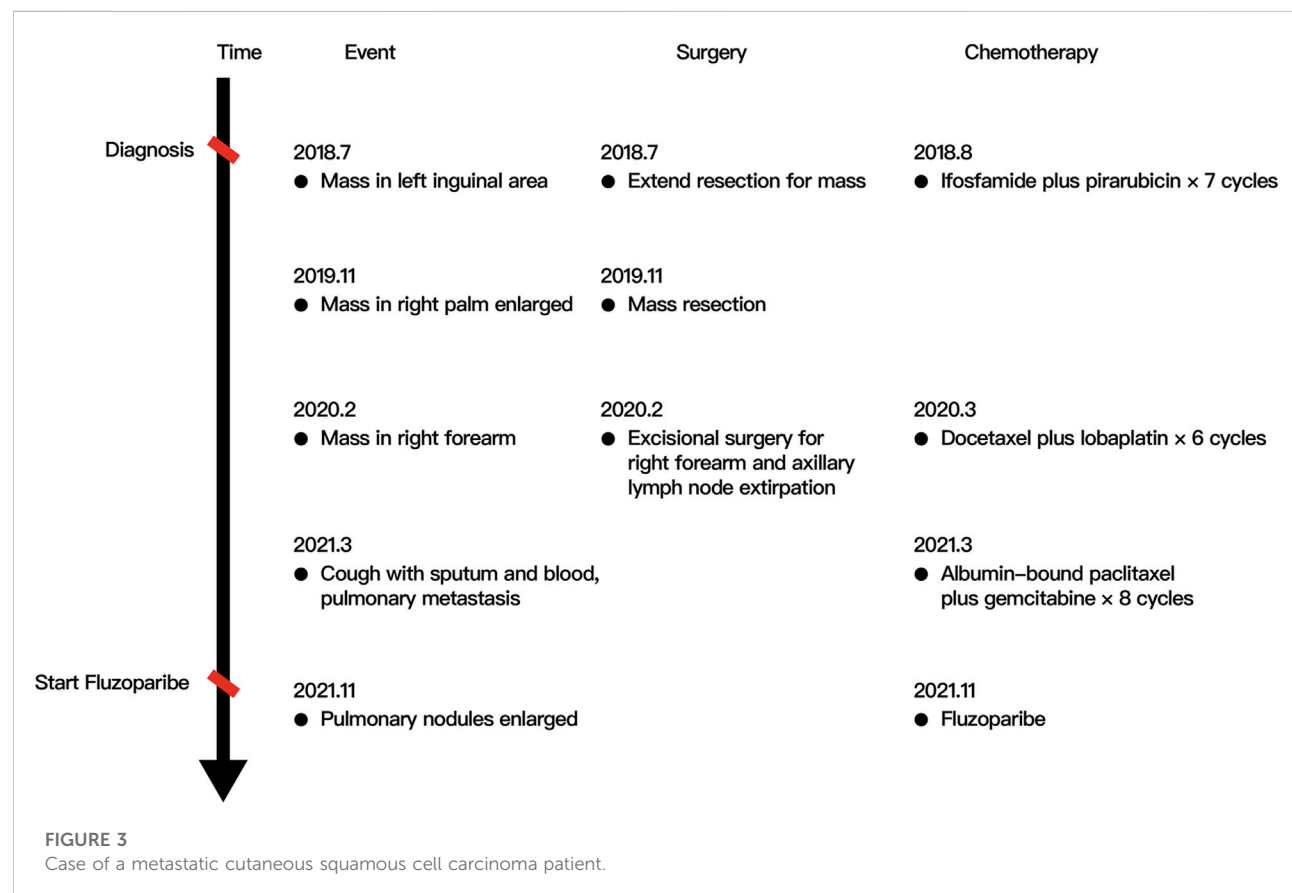 Time Event Surgery Chemotherapy
Diagnosis
2018.7 2018.7 2018.8
● Mass in left inguinal area ● Extend resection for mass ● Ifosfamide plus pirarubicin × 7 cycles
2019.11 2019.11
● Mass in right palm enlarged ● Mass resection
2020.2 2020.2 2020.3
● Mass in right forearm ● Excisional surgery for ● Docetaxel plus lobaplatin × 6 cycles
right forearm and axillary
lymph node extirpation
2021.3 2021.3
● Cough with sputum and blood, ● Albumin–bound paclitaxel
pulmonary metastasis plus gemcitabine × 8 cycles
Start Fluzoparibe
2021.11 2021.11
● Pulmonary nodules enlarged ● Fluzoparibe
FIGURE 3
Case of a metastatic cutaneous squamous cell carcinoma patient.